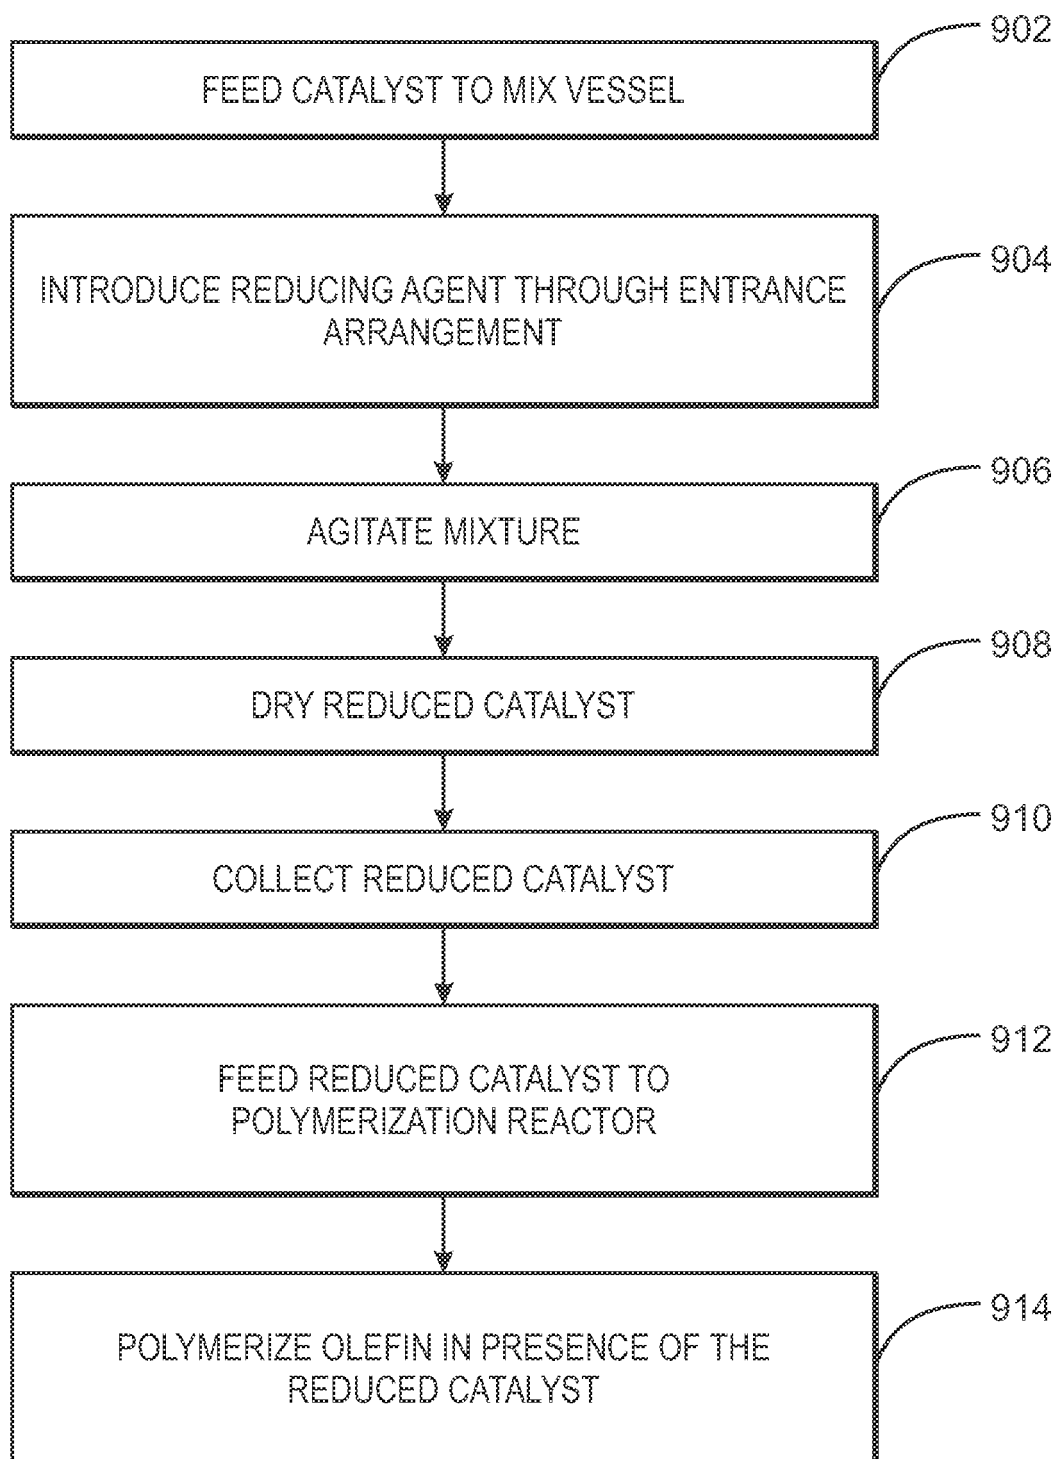 902
FEED CATALYST TO MIX VESSEL
904
INTRODUCE REDUCING AGENT THROUGH ENTRANCE
ARRANGEMENT
906
AGITATE MIXTURE
908
DRY REDUCED CATALYST
910
COLLECT REDUCED CATALYST
912
FEED REDUCED CATALYST TO
POLYMERIZATION REACTOR
914
POLYMERIZE OLEFIN IN PRESENCE OF THE
REDUCED CATALYST